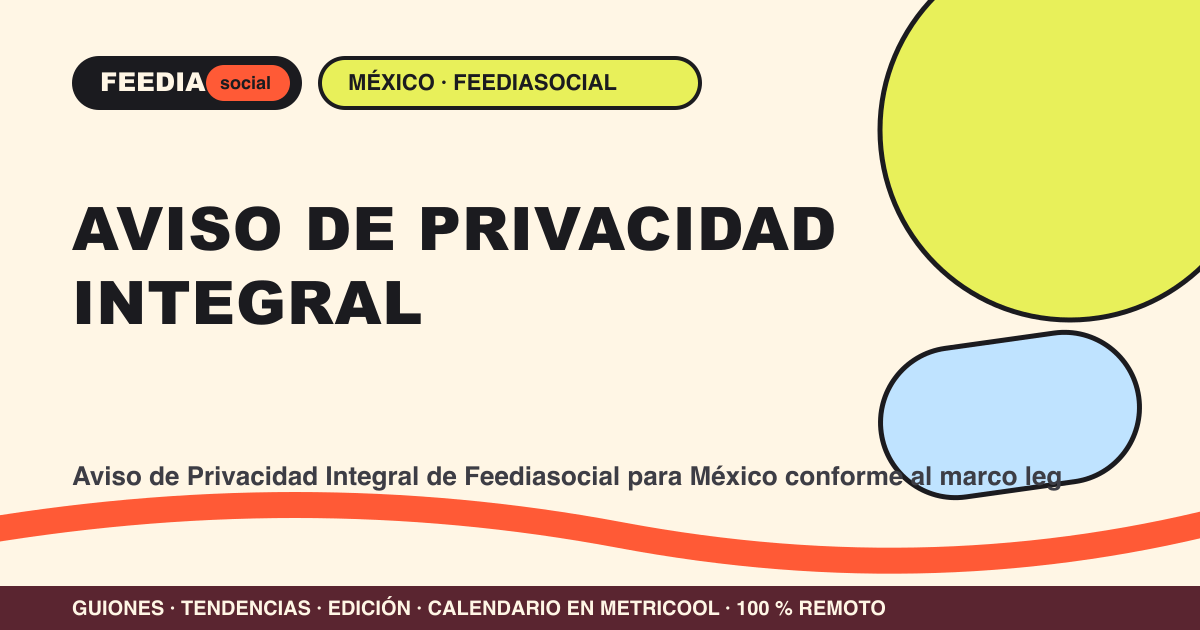 FEEDIA social
MÉXICO · FEEDIASOCIAL
AVISO DE PRIVACIDAD
INTEGRAL
Aviso de Privacidad Integral de Feediasocial para México conforme al marco leg
GUIONES · TENDENCIAS · EDICIÓN · CALENDARIO EN METRICOOL · 100 % REMOTO